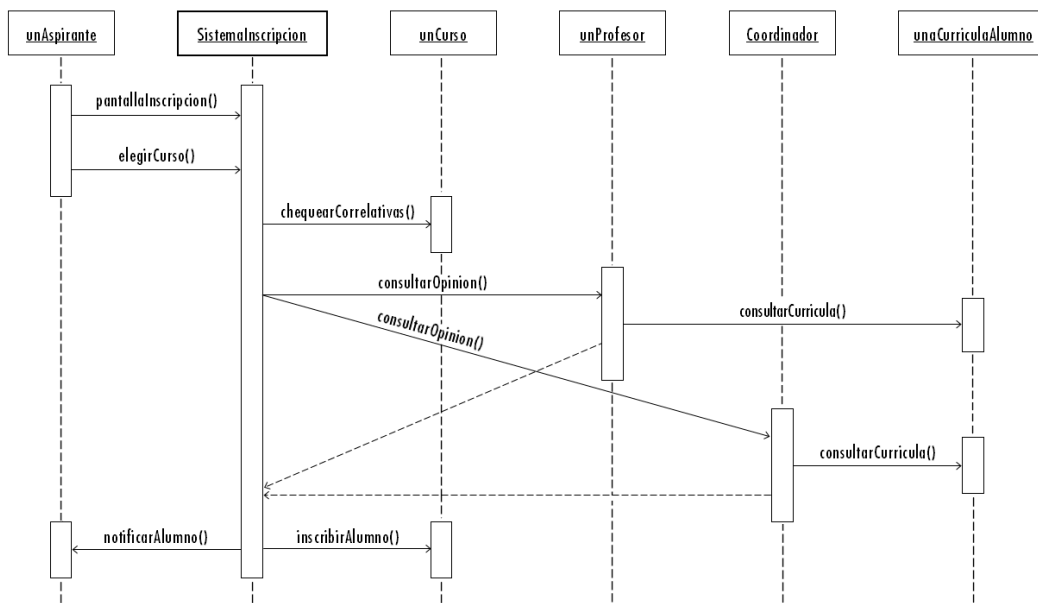 unAspirante
SistemaInscripcion
unCurso
unProfesor
Coordinador
unaCurriculaAlumno
pantallaInscripcion()
elegirCurso()
chequearCorrelativas()
consultarOpinion()
consultarOpinion()
consultarCurricula()
consultarCurricula()
notificarAlumno()
inscribirAlumno()